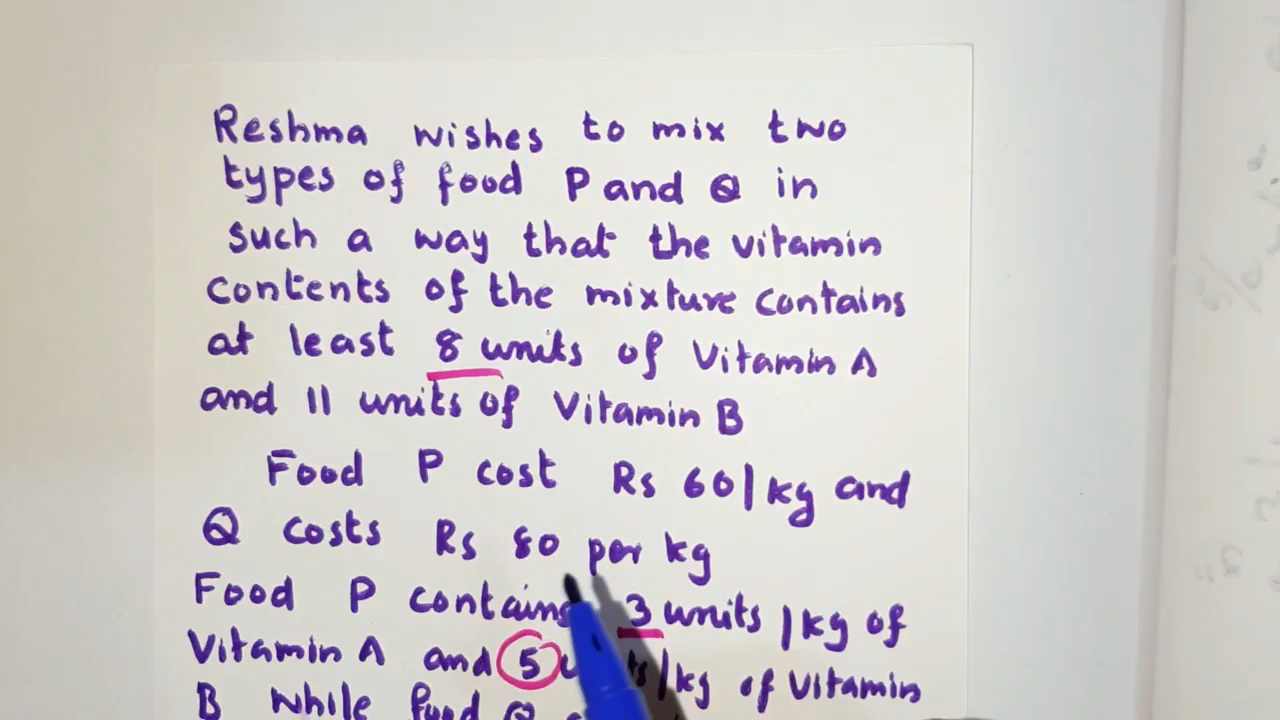 Reshma wishes to mix two
types of food P and Q in
such a way that the vitamin
contents of the mixture contains
at least 8 units of Vitamin A
and 11 units of Vitamin B
Food P cost Rs 60/kg and
Q costs Rs 80 per kg
Food P contains 3 units /kg of
Vitamin A and 5 /kg of Vitamin
B while food Q